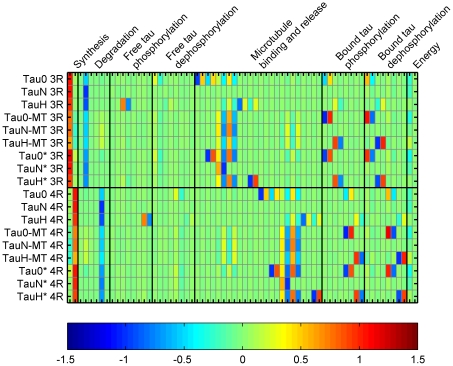 Synthesis
Degradation
Free tau
phosphorylation
Free tau
dephosphorylation
Microtubule
binding and release
Bound tau
phosphorylation
Bound tau
dephosphorylation
Energy
Tau0 3R
TauN 3R
TauH 3R
Tau0-MT 3R
TauN-MT 3R
TauH-MT 3R
Tau0* 3R
TauN* 3R
TauH* 3R
Tau0 4R
TauN 4R
TauH 4R
Tau0-MT 4R
TauN-MT 4R
TauH-MT 4R
Tau0* 4R
TauN* 4R
TauH* 4R
-1.5 -1 -0.5 0 0.5 1 1.5